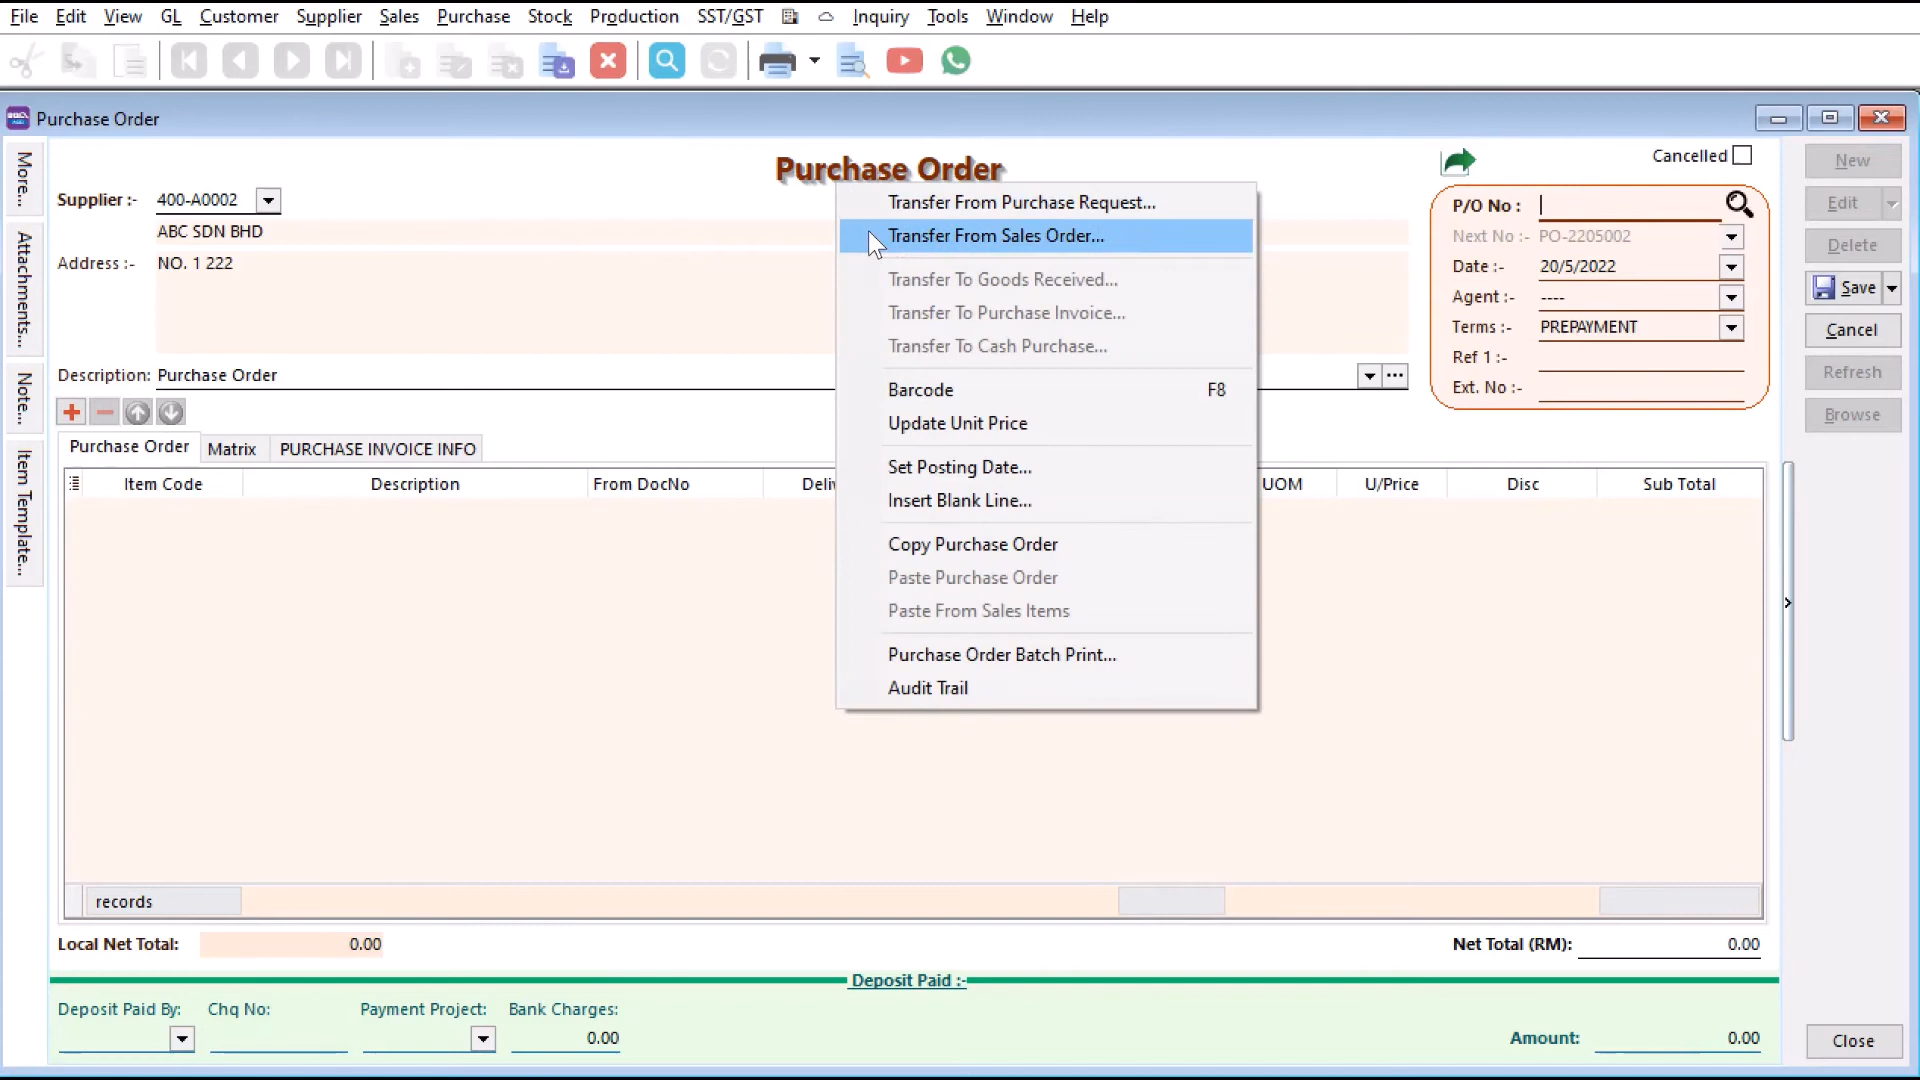 File Edit View GL Customer Supplier Sales Purchase Stock Production SST/GST Inquiry Tools Window Help
Purchase Order
More...
Attachments...
Note...
Item Template...
Purchase Order
Cancelled
Supplier :- 400-A0002
ABC SDN BHD
Address :- NO. 1 222
Description: Purchase Order
P/O No :
Next No :- PO-2205002
Date :- 20/5/2022
Agent :- ----
Terms :- PREPAYMENT
Ref 1 :-
Ext. No :-
New
Edit
Delete
Save
Cancel
Refresh
Browse
Transfer From Purchase Request...
Transfer From Sales Order...
Transfer To Goods Received...
Transfer To Purchase Invoice...
Transfer To Cash Purchase...
Barcode F8
Update Unit Price
Set Posting Date...
Insert Blank Line...
Copy Purchase Order
Paste Purchase Order
Paste From Sales Items
Purchase Order Batch Print...
Audit Trail
Purchase Order Matrix PURCHASE INVOICE INFO
Item Code Description From DocNo Deliv UOM U/Price Disc Sub Total
records
Local Net Total: 0.00 Net Total (RM): 0.00
Deposit Paid :-
Deposit Paid By: Chq No: Payment Project: Bank Charges:
0.00 Amount: 0.00
Close